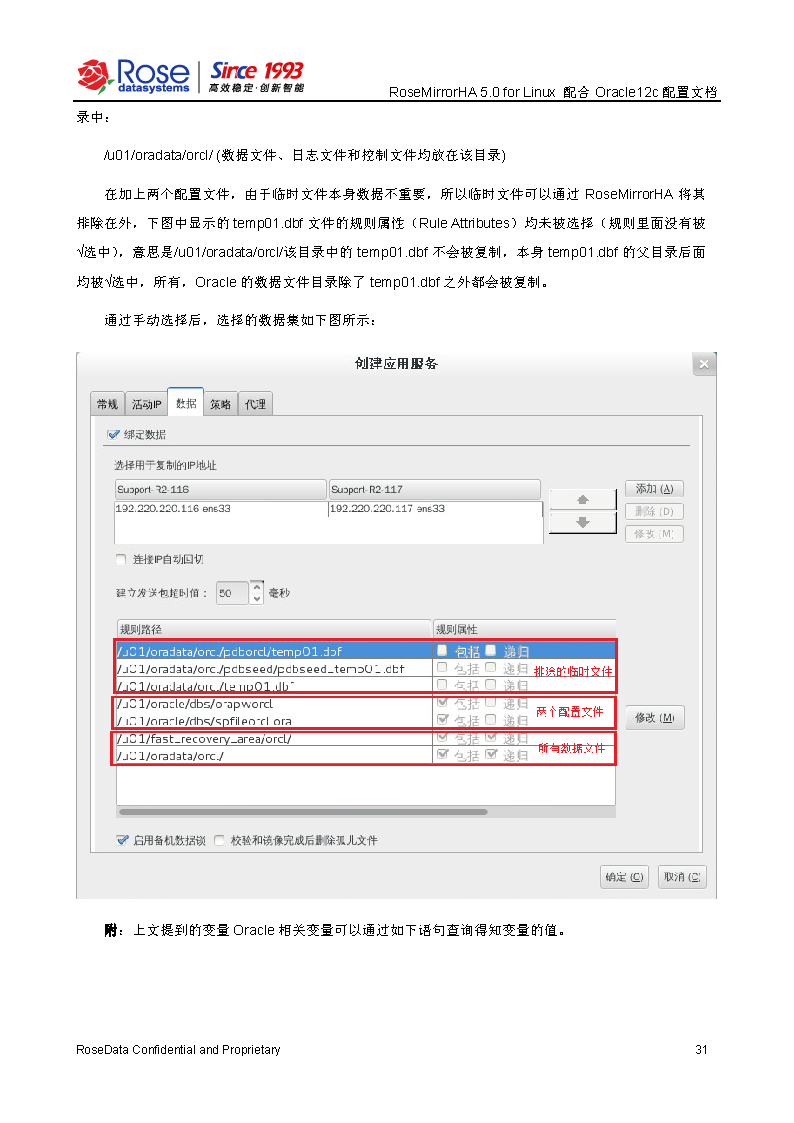 Rose
datasystems
Since 1993
高效稳定·创新智能
RoseMirrorHA 5.0 for Linux 配合 Oracle12c 配置文档
录中：
/u01/oradata/orcl/ (数据文件、日志文件和控制文件均放在该目录)
在加上两个配置文件，由于临时文件本身数据不重要，所以临时文件可以通过 RoseMirrorHA 将其
排除在外，下图中显示的 temp01.dbf 文件的规则属性（Rule Attributes）均未被选择（规则里面没有被
√选中），意思是/u01/oradata/orcl/该目录中的 temp01.dbf 不会被复制，本身 temp01.dbf 的父目录后面
均被√选中，所有，Oracle 的数据文件目录除了 temp01.dbf 之外都会被复制。
通过手动选择后，选择的数据集如下图所示：
创建应用服务
常规 活动IP 数据 策略 代理
绑定数据
选择用于复制的IP地址
Support-R2-116 Support-R2-117 添加 (A)
192.220.220.116 ens33 192.220.220.117 ens33 删除 (D)
修改 (M)
连接IP自动回切
建立发送包超时值： 50 毫秒
规则路径 规则属性
/u01/oradata/orcl/pdborcl/temp01.dbf 包括 递归
/u01/oradata/orcl/pdbseed/pdbseed_temp01.dbf 包括 递归 排除的临时文件
/u01/oradata/orcl/temp01.dbf 包括 递归
/u01/oracle/dbs/orapworcl 包括 递归 两个配置文件
/u01/oracle/dbs/spfileorcl.ora 包括 递归 修改 (M)
/u01/fast_recovery_area/orcl/ 包括 递归 所有数据文件
/u01/oradata/orcl/ 包括 递归
启用备机数据锁 校验和镜像完成后删除孤儿文件
确定 (O) 取消 (C)
附：上文提到的变量 Oracle 相关变量可以通过如下语句查询得知变量的值。
RoseData Confidential and Proprietary 31